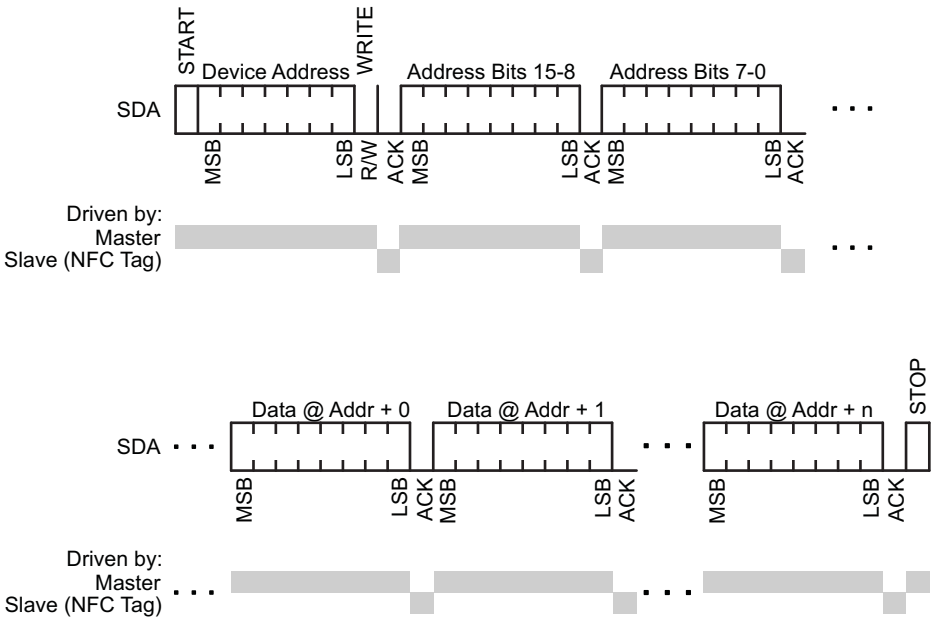 START
Device Address
WRITE
Address Bits 15-8
Address Bits 7-0
SDA
. . .
MSB
LSB
R/W
ACK
MSB
LSB
ACK
MSB
LSB
ACK
Driven by:
Master
Slave (NFC Tag)
. . .
STOP
Data @ Addr + 0
Data @ Addr + 1
Data @ Addr + n
SDA
. . .
. . .
MSB
LSB
ACK
MSB
LSB
ACK
MSB
LSB
ACK
Driven by:
Master
Slave (NFC Tag)
. . .
. . .